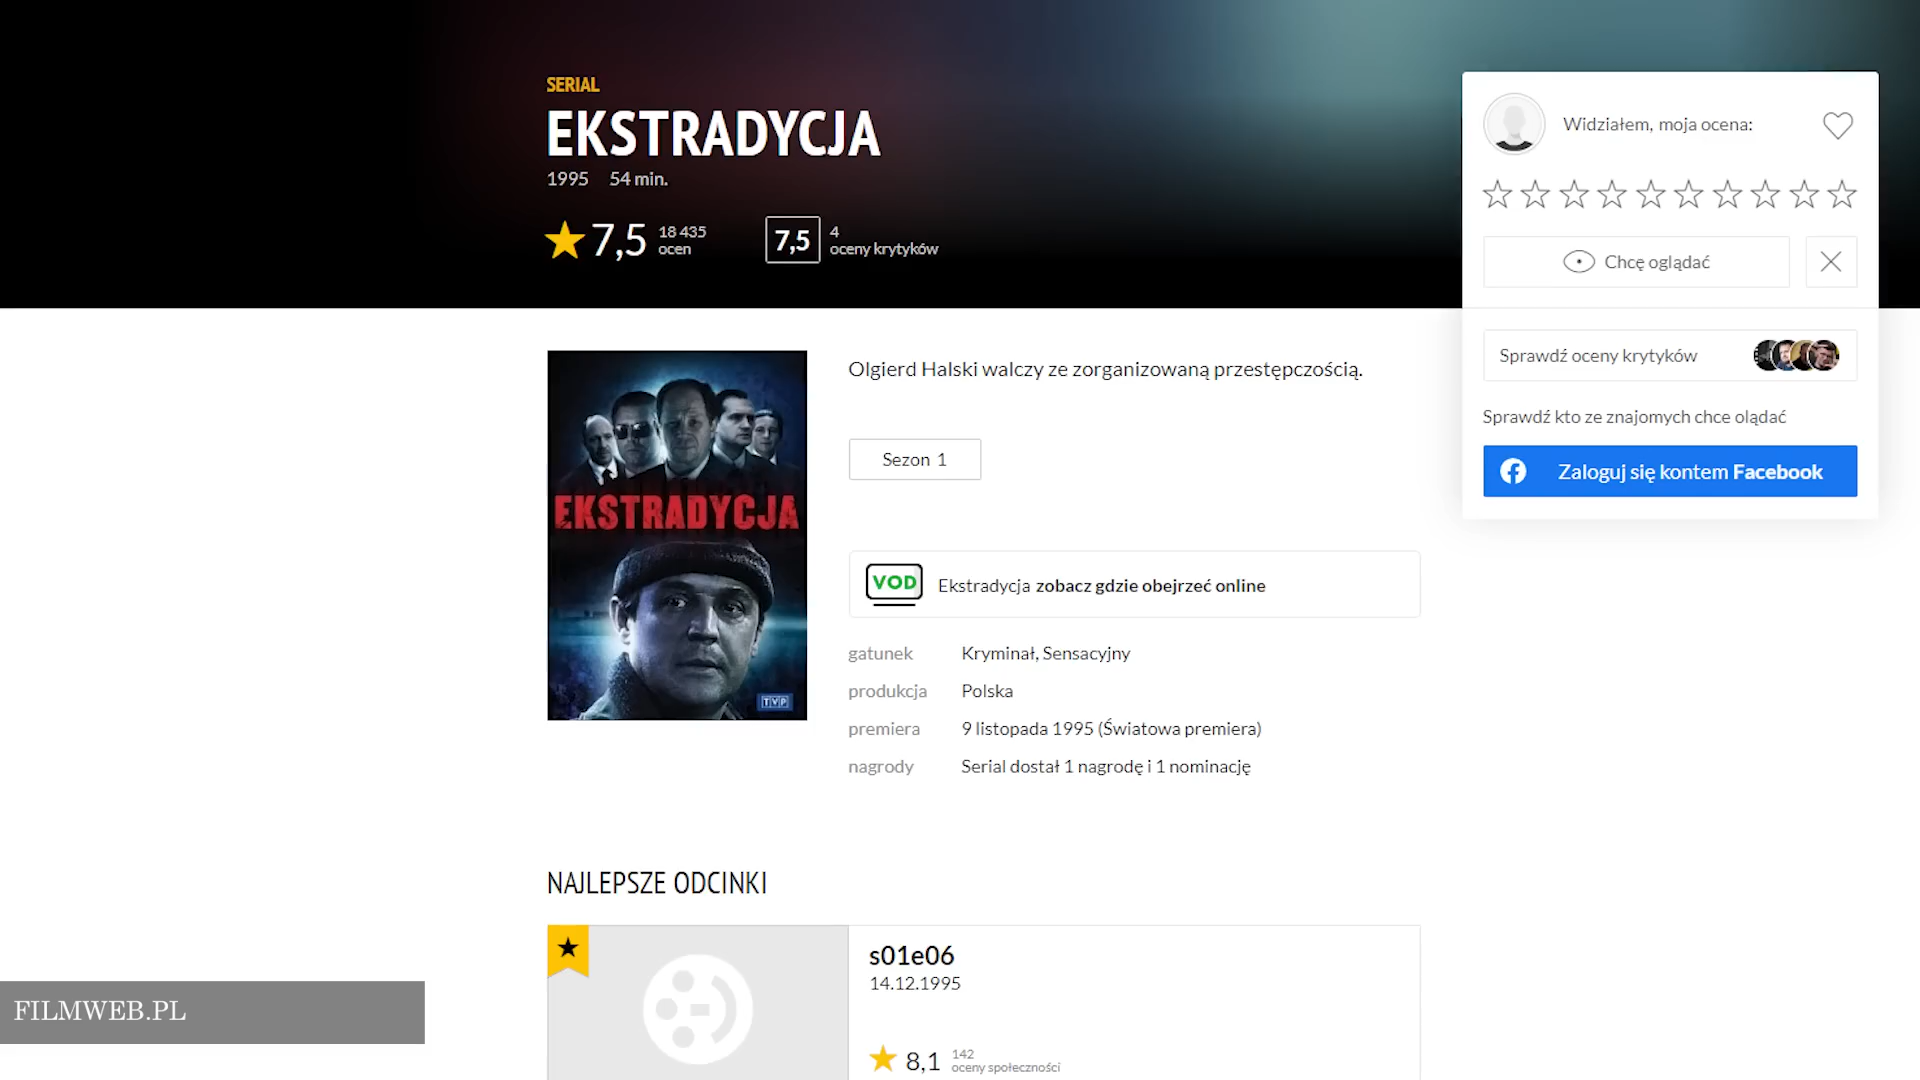 SERIAL
EKSTRADYCJA
1995 54 min.
7,5 18 435 ocen 7,5 4 oceny krytyków
Widziałem, moja ocena:
Chcę oglądać
Sprawdź oceny krytyków
Sprawdź kto ze znajomych chce olądać
Zaloguj się kontem Facebook
EKSTRADYCJA
TVP
Olgierd Halski walczy ze zorganizowaną przestępczością.
Sezon 1
VOD Ekstradycja zobacz gdzie obejrzeć online
gatunek Kryminał, Sensacyjny
produkcja Polska
premiera 9 listopada 1995 (Światowa premiera)
nagrody Serial dostał 1 nagrodę i 1 nominację
NAJLEPSZE ODCINKI
s01e06
14.12.1995
8,1 142 oceny społeczności
FILMWEB.PL